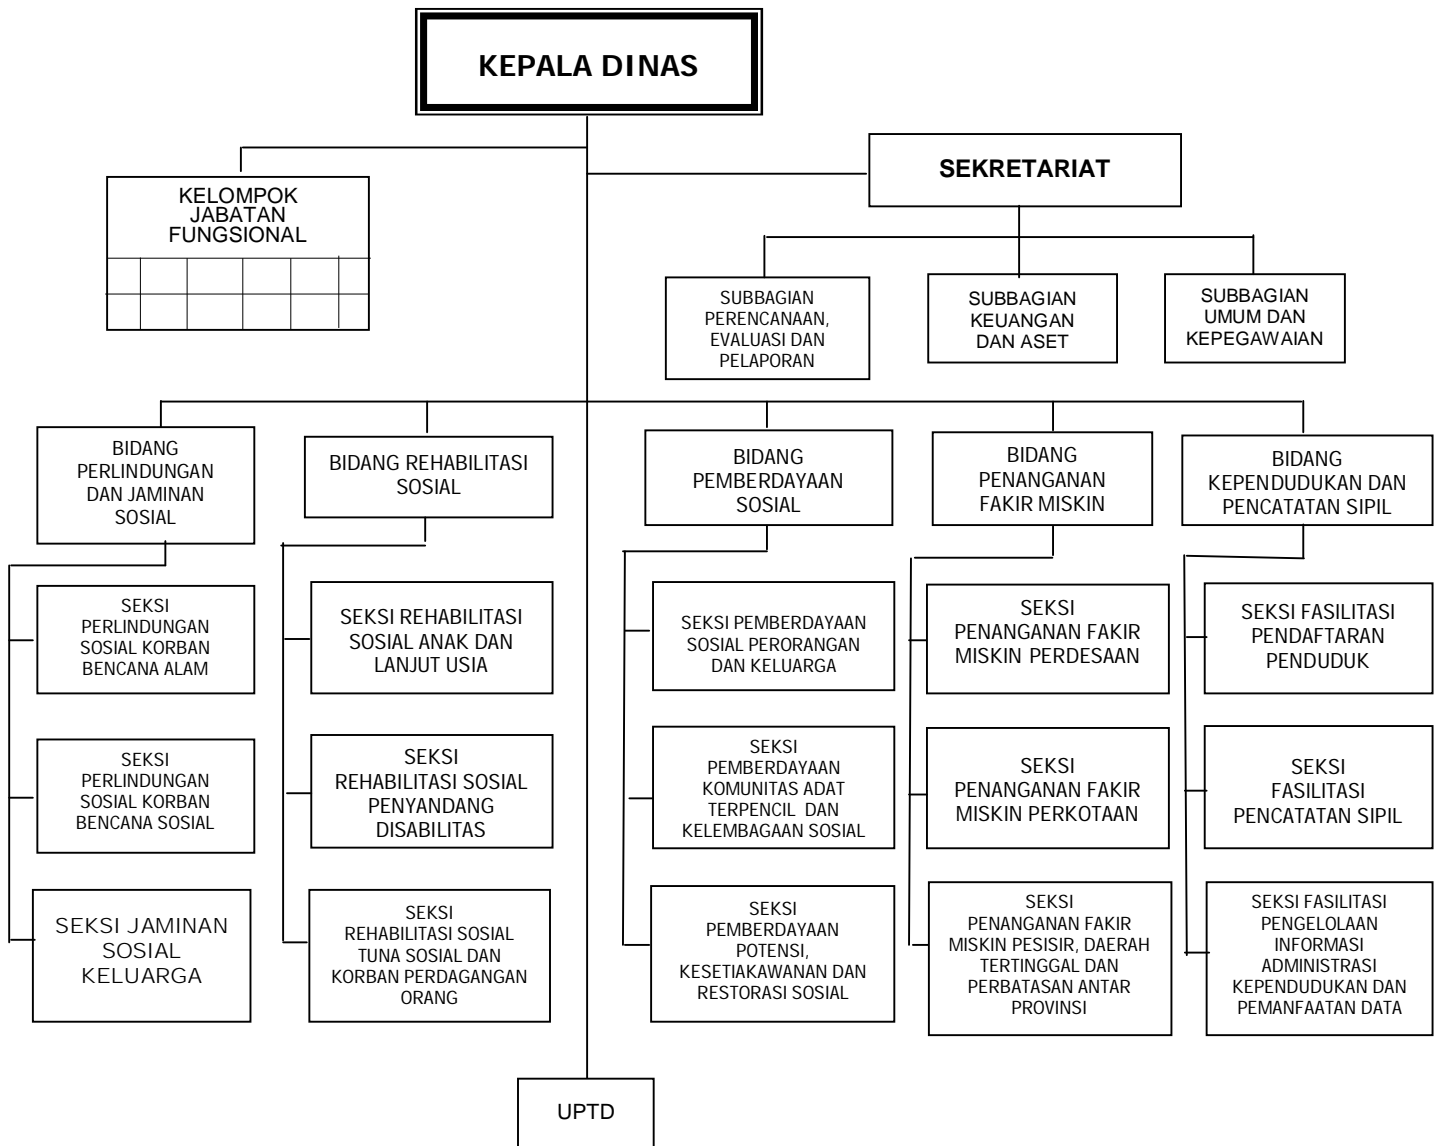 KEPALA DINAS
SEKRETARIAT
KELOMPOK
JABATAN
FUNGSIONAL
SUBBAGIAN
PERENCANAAN,
EVALUASI DAN
PELAPORAN
SUBBAGIAN
KEUANGAN
DAN ASET
SUBBAGIAN
UMUM DAN
KEPEGAWAIAN
BIDANG
PERLINDUNGAN
DAN JAMINAN
SOSIAL
BIDANG REHABILITASI
SOSIAL
BIDANG
PEMBERDAYAAN
SOSIAL
BIDANG
PENANGANAN
FAKIR MISKIN
BIDANG
KEPENDUDUKAN DAN
PENCATATAN SIPIL
SEKSI
PERLINDUNGAN
SOSIAL KORBAN
BENCANA ALAM
SEKSI REHABILITASI
SOSIAL ANAK DAN
LANJUT USIA
SEKSI PEMBERDAYAAN
SOSIAL PERORANGAN
DAN KELUARGA
SEKSI
PENANGANAN FAKIR
MISKIN PERDESAAN
SEKSI FASILITASI
PENDAFTARAN
PENDUDUK
SEKSI
PERLINDUNGAN
SOSIAL KORBAN
BENCANA SOSIAL
SEKSI
REHABILITASI SOSIAL
PENYANDANG
DISABILITAS
SEKSI
PEMBERDAYAAN
KOMUNITAS ADAT
TERPENCIL DAN
KELEMBAGAAN SOSIAL
SEKSI
PENANGANAN FAKIR
MISKIN PERKOTAAN
SEKSI
FASILITASI
PENCATATAN SIPIL
SEKSI JAMINAN
SOSIAL
KELUARGA
SEKSI
REHABILITASI SOSIAL
TUNA SOSIAL DAN
KORBAN PERDAGANGAN
ORANG
SEKSI
PEMBERDAYAAN
POTENSI,
KESETIAKAWANAN DAN
RESTORASI SOSIAL
SEKSI
PENANGANAN FAKIR
MISKIN PESISIR, DAERAH
TERTINGGAL DAN
PERBATASAN ANTAR
PROVINSI
SEKSI FASILITASI
PENGELOLAAN
INFORMASI
ADMINISTRASI
KEPENDUDUKAN DAN
PEMANFAATAN DATA
UPTD